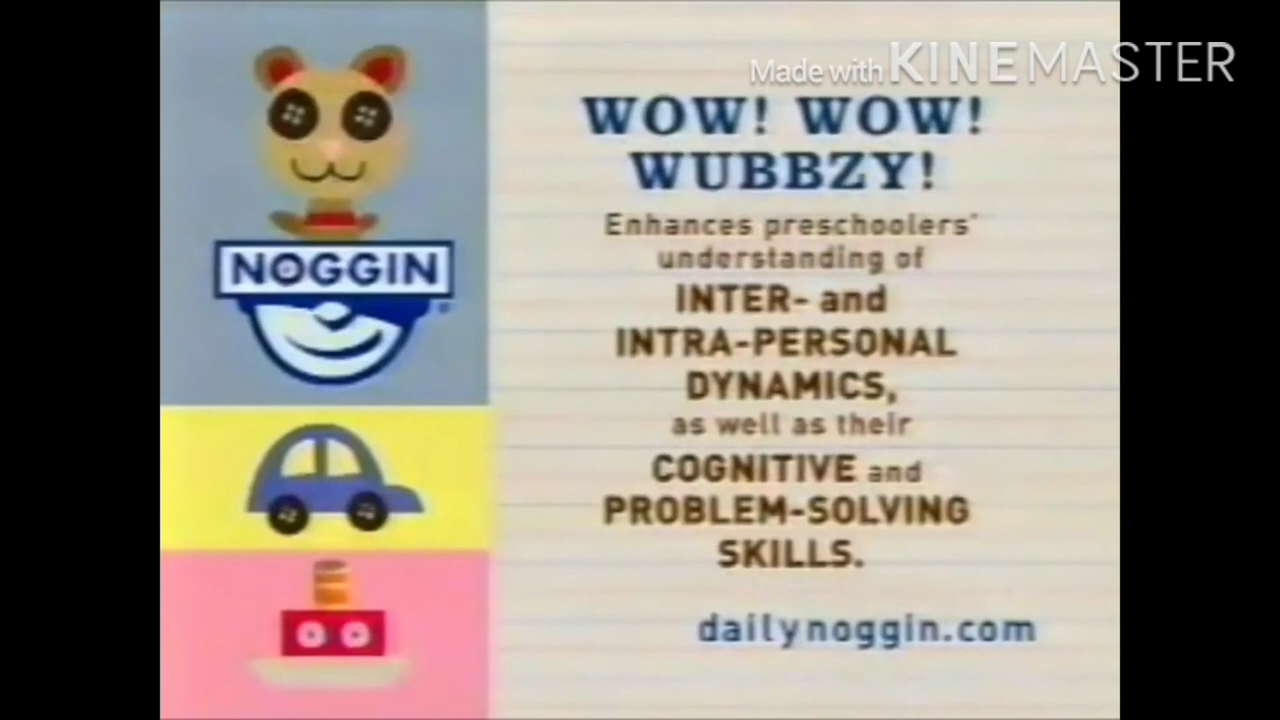 Made with KINEMASTER
WOW! WOW!
WUBBZY!
Enhances preschoolers'
understanding of
INTER- and
INTRA-PERSONAL
DYNAMICS,
as well as their
COGNITIVE and
PROBLEM-SOLVING
SKILLS.
dailynoggin.com
NOGGIN